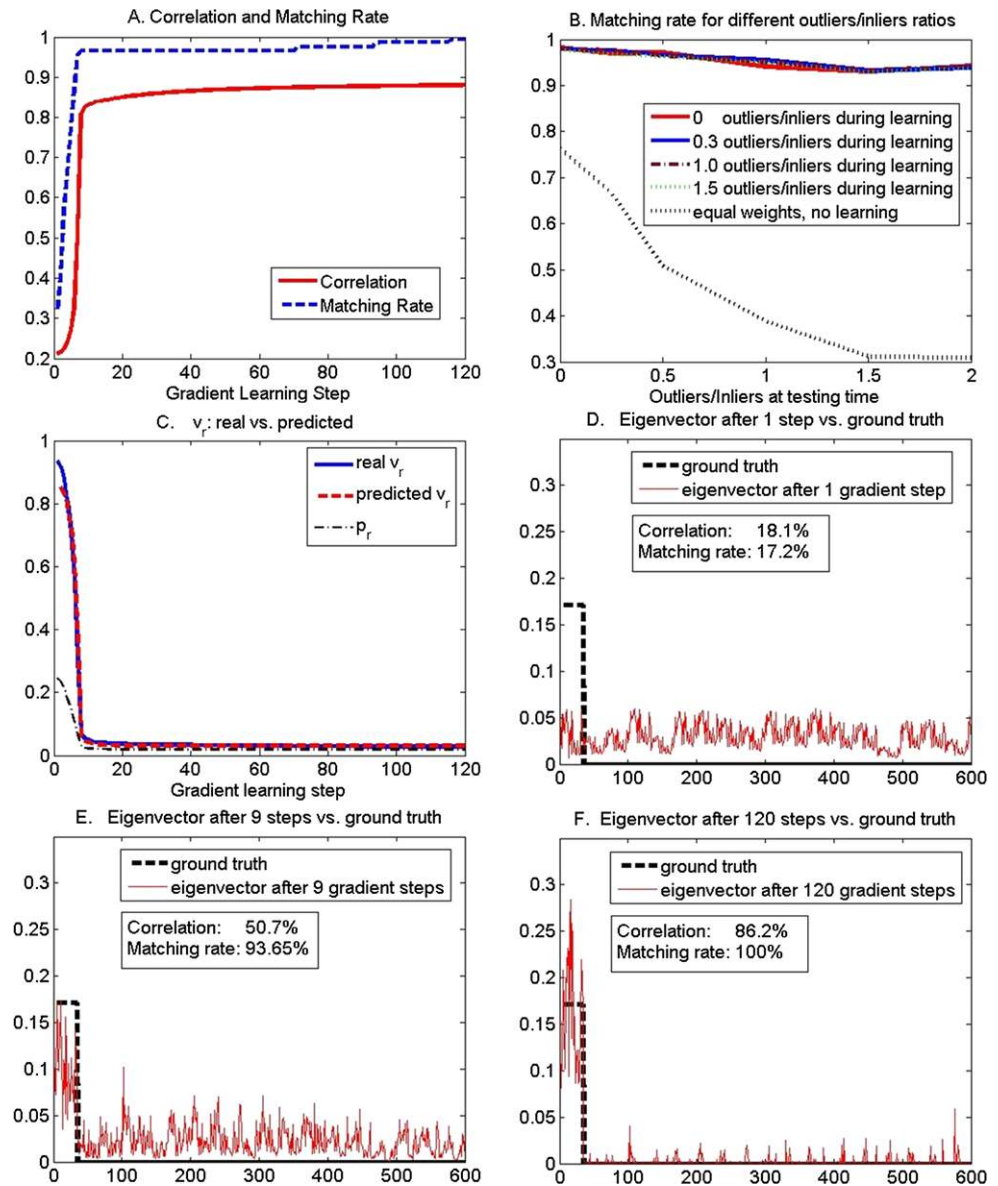 A. Correlation and Matching Rate
1
0.9
0.8
0.7
0.6
0.5
0.4
0.3
0.2
Correlation
Matching Rate
0 20 40 60 80 100 120
Gradient Learning Step
B. Matching rate for different outliers/inliers ratios
1
0.9
0.8
0.7
0.6
0.5
0.4
0.3
0 outliers/inliers during learning
0.3 outliers/inliers during learning
1.0 outliers/inliers during learning
1.5 outliers/inliers during learning
equal weights, no learning
0 0.5 1 1.5 2
Outliers/Inliers at testing time
C. v_r: real vs. predicted
1
0.8
0.6
0.4
0.2
0
real v_r
predicted v_r
p_r
0 20 40 60 80 100 120
Gradient learning step
D. Eigenvector after 1 step vs. ground truth
0.3
0.25
0.2
0.15
0.1
0.05
0
ground truth
eigenvector after 1 gradient step
Correlation: 18.1%
Matching rate: 17.2%
0 100 200 300 400 500 600
E. Eigenvector after 9 steps vs. ground truth
0.3
0.25
0.2
0.15
0.1
0.05
0
ground truth
eigenvector after 9 gradient steps
Correlation: 50.7%
Matching rate: 93.65%
0 100 200 300 400 500 600
F. Eigenvector after 120 steps vs. ground truth
0.3
0.25
0.2
0.15
0.1
0.05
0
ground truth
eigenvector after 120 gradient steps
Correlation: 86.2%
Matching rate: 100%
0 100 200 300 400 500 600